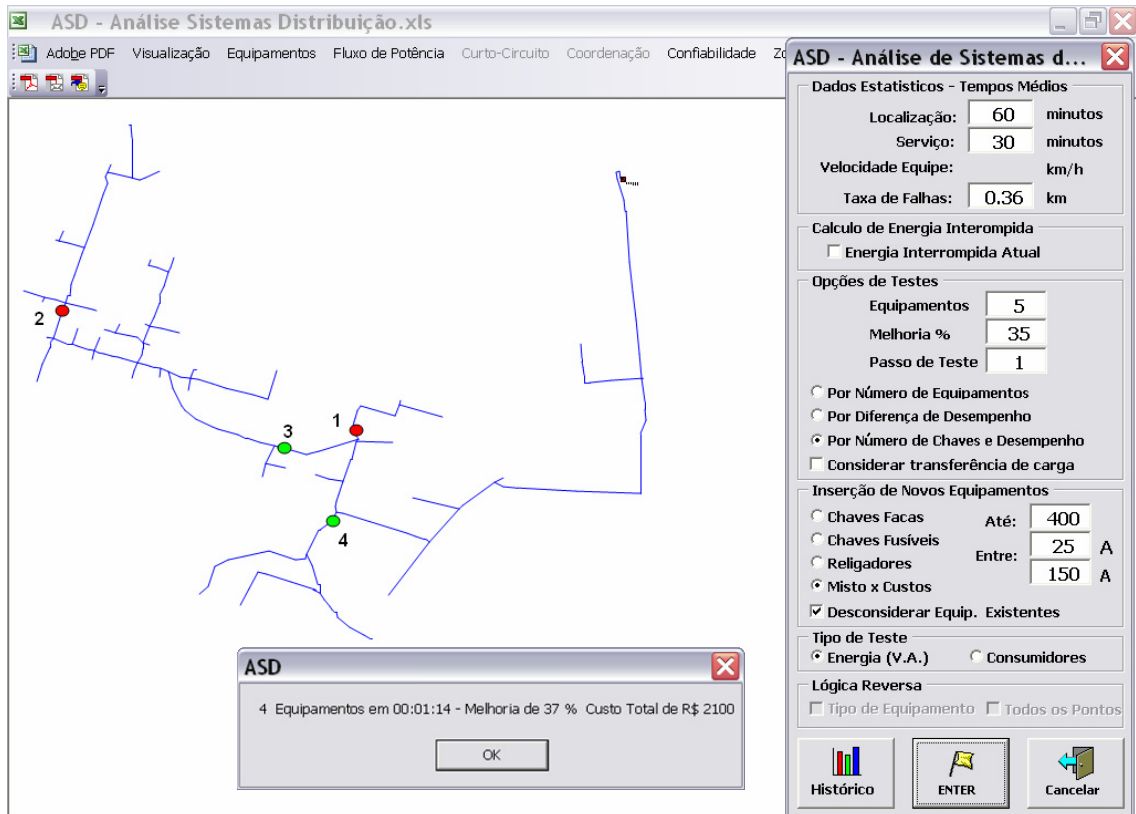 ASD - Análise Sistemas Distribuição.xls
Adobe PDF Visualização Equipamentos Fluxo de Potência Curto-Circuito Coordenação Confiabilidade
2
1
3
4
ASD
4 Equipamentos em 00:01:14 - Melhoria de 37 % Custo Total de R$ 2100
OK
ASD - Análise de Sistemas d...
Dados Estatisticos - Tempos Médios
Localização: 60 minutos
Serviço: 30 minutos
Velocidade Equipe: km/h
Taxa de Falhas: 0.36 km
Calculo de Energia Interompida
Energia Interrompida Atual
Opções de Testes
Equipamentos 5
Melhoria % 35
Passo de Teste 1
Por Número de Equipamentos
Por Diferença de Desempenho
Por Número de Chaves e Desempenho
Considerar transferência de carga
Inserção de Novos Equipamentos
Chaves Facas Até: 400
Chaves Fusíveis Entre: 25 A
Religadores 150 A
Misto x Custos
Desconsiderar Equip. Existentes
Tipo de Teste
Energia (V.A.) Consumidores
Lógica Reversa
Tipo de Equipamento Todos os Pontos
Histórico ENTER Cancelar